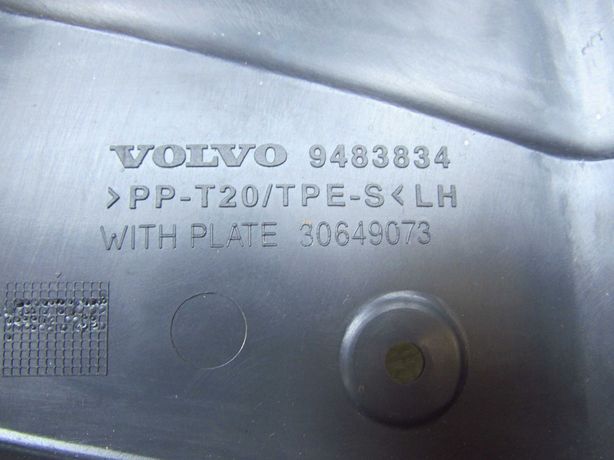 VOLVO 9483834
>PP-T20/TPE-S< LH
WITH PLATE 30649073